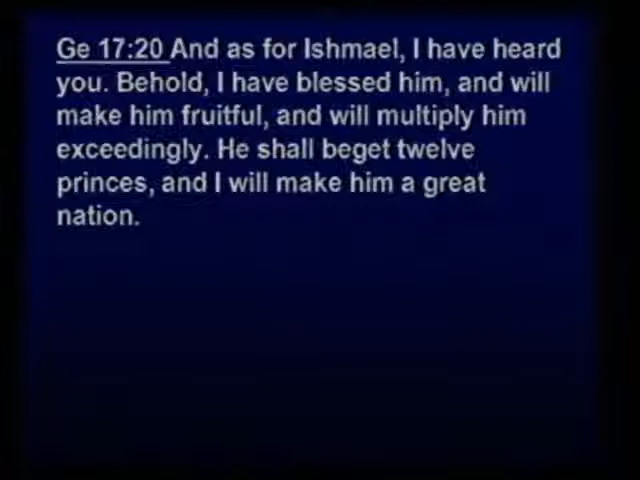 Ge 17:20 And as for Ishmael, I have heard
you. Behold, I have blessed him, and will
make him fruitful, and will multiply him
exceedingly. He shall beget twelve
princes, and I will make him a great
nation.